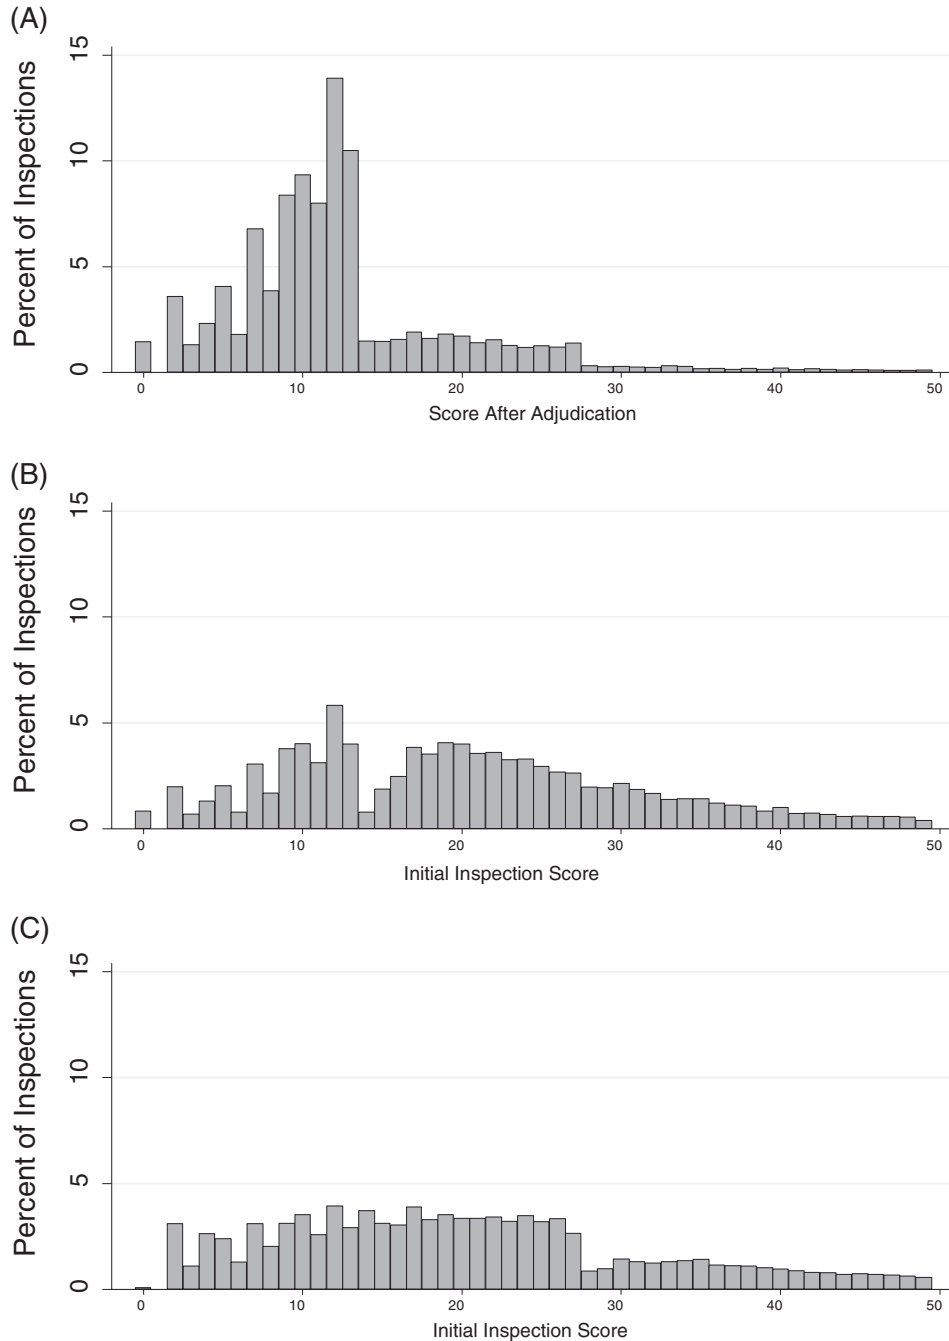 (A)
Percent of Inspections
15
10
5
0
0 10 20 30 40 50
Score After Adjudication
(B)
Percent of Inspections
15
10
5
0
0 10 20 30 40 50
Initial Inspection Score
(C)
Percent of Inspections
15
10
5
0
0 10 20 30 40 50
Initial Inspection Score